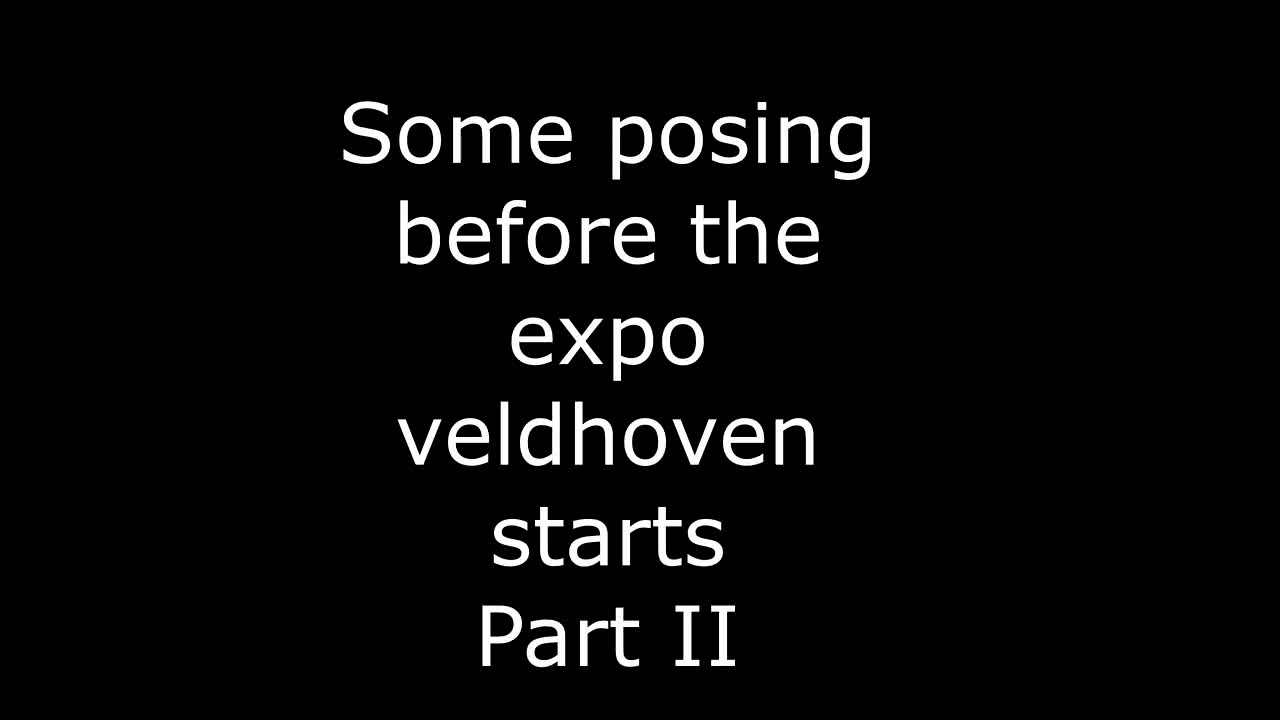 Some posing
before the
expo
veldhoven
starts
Part II